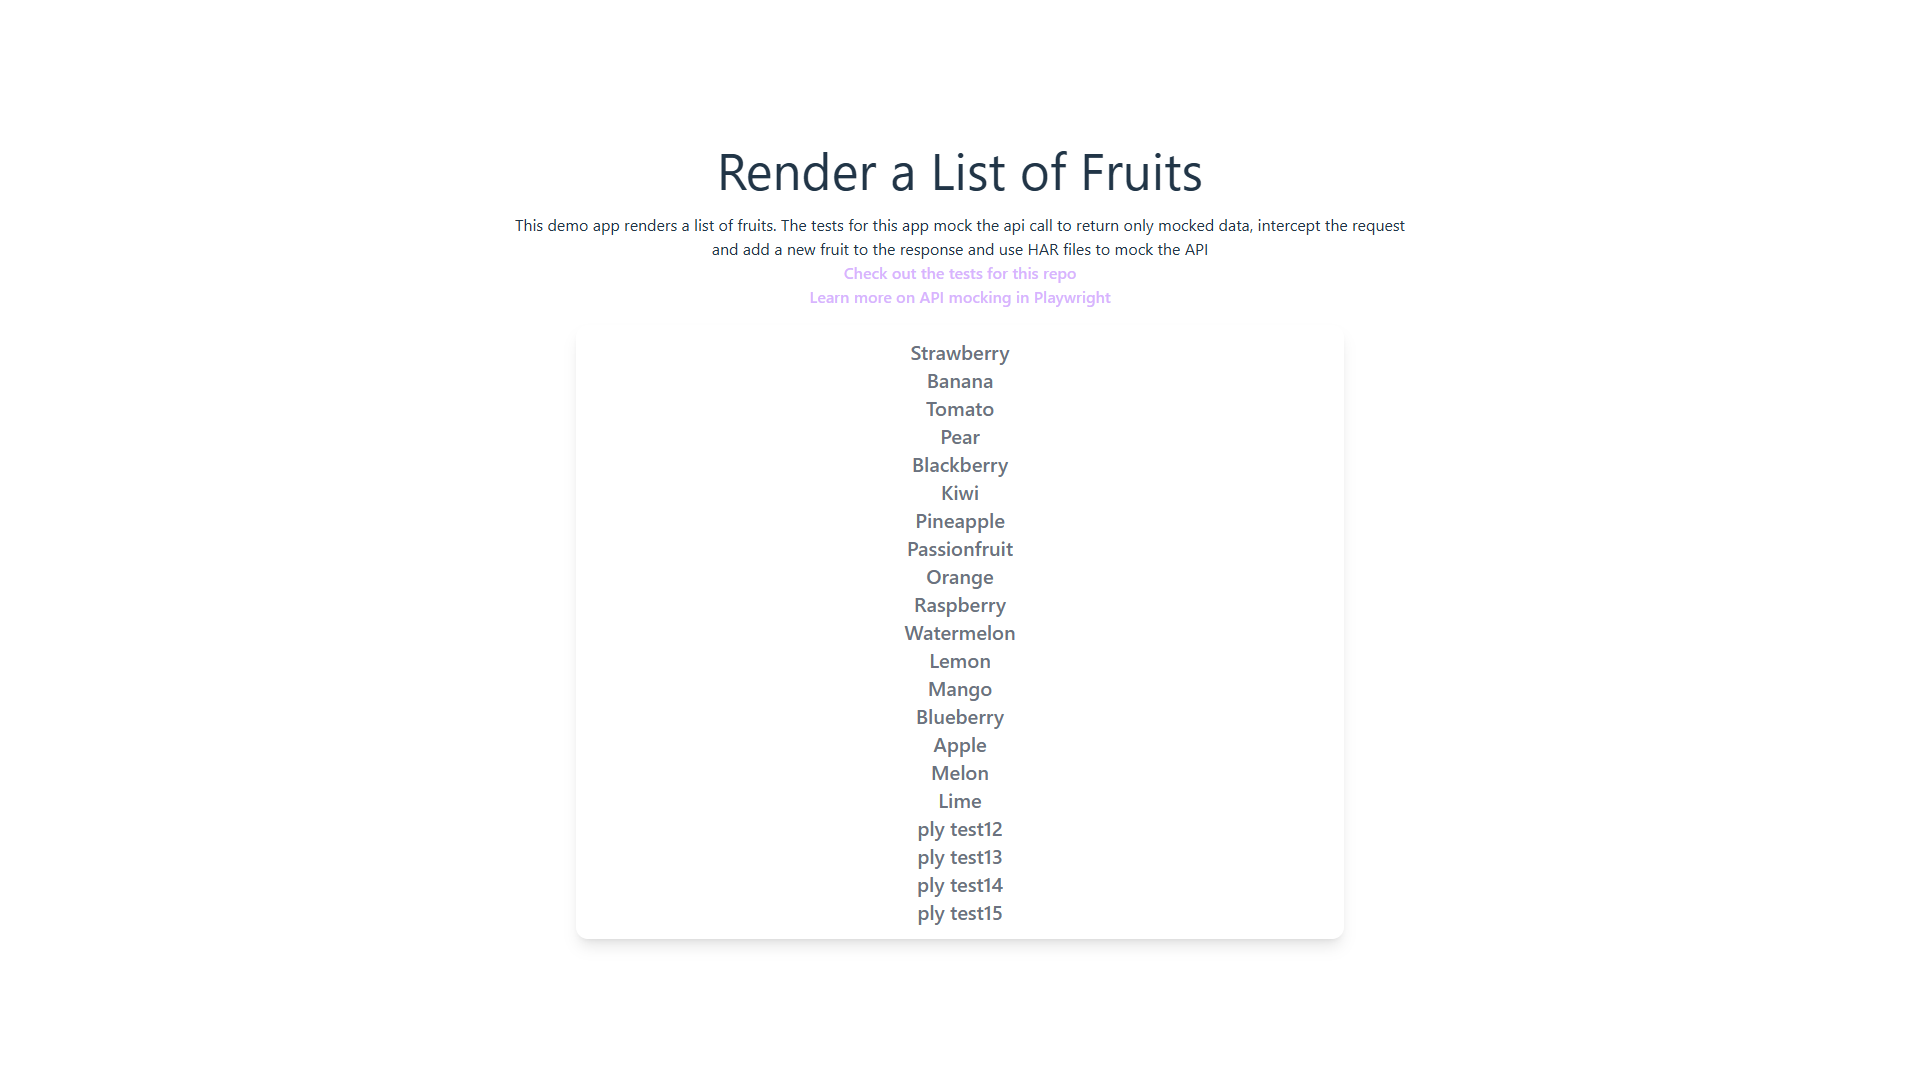 Render a List of Fruits
This demo app renders a list of fruits. The tests for this app mock the api call to return only mocked data, intercept the request
and add a new fruit to the response and use HAR files to mock the API
Check out the tests for this repo
Learn more on API mocking in Playwright
Strawberry
Banana
Tomato
Pear
Blackberry
Kiwi
Pineapple
Passionfruit
Orange
Raspberry
Watermelon
Lemon
Mango
Blueberry
Apple
Melon
Lime
ply test12
ply test13
ply test14
ply test15